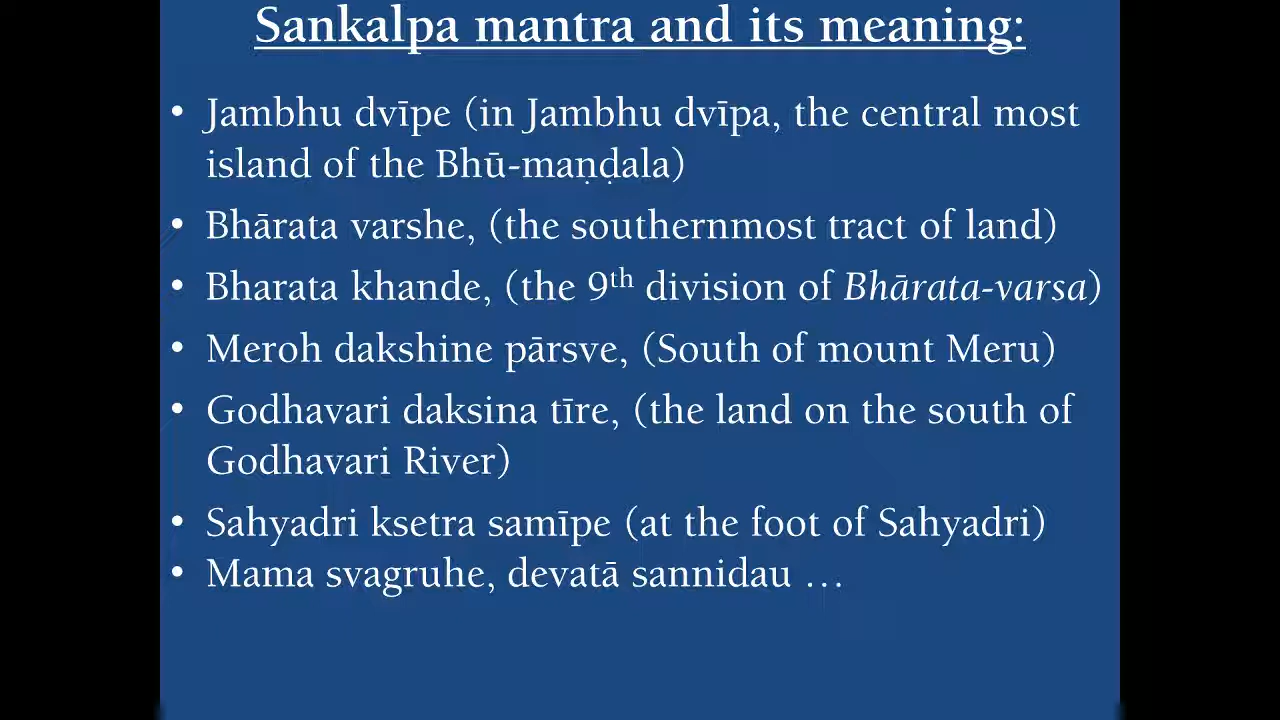 Sankalpa mantra and its meaning:
• Jambhu dvīpe (in Jambhu dvīpa, the central most
island of the Bhū-maṇḍala)
• Bhārata varshe, (the southernmost tract of land)
• Bharata khande, (the 9th division of Bhārata-varsa)
• Meroh dakshine pārsve, (South of mount Meru)
• Godhavari daksina tīre, (the land on the south of
Godhavari River)
• Sahyadri ksetra samīpe (at the foot of Sahyadri)
• Mama svagruhe, devatā sannidau …